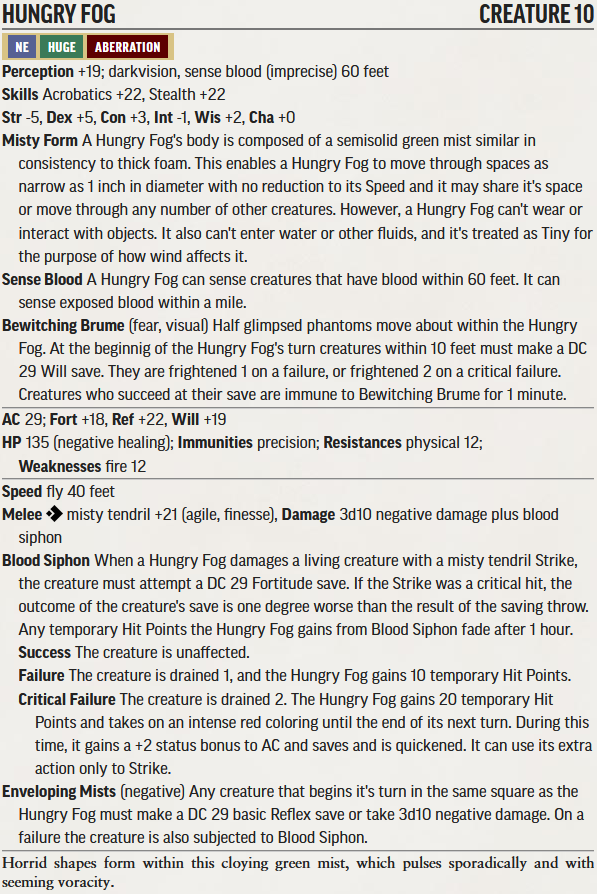 HUNGRY FOG CREATURE 10
NE HUGE ABERRATION
Perception +19; darkvision, sense blood (imprecise) 60 feet
Skills Acrobatics +22, Stealth +22
Str -5, Dex +5, Con +3, Int -1, Wis +2, Cha +0
Misty Form A Hungry Fog's body is composed of a semisolid green mist similar in
consistency to thick foam. This enables a Hungry Fog to move through spaces as
narrow as 1 inch in diameter with no reduction to its Speed and it may share it's space
or move through any number of other creatures. However, a Hungry Fog can't wear or
interact with objects. It also can't enter water or other fluids, and it's treated as Tiny for
the purpose of how wind affects it.
Sense Blood A Hungry Fog can sense creatures that have blood within 60 feet. It can
sense exposed blood within a mile.
Bewitching Brume (fear, visual) Half glimpsed phantoms move about within the Hungry
Fog. At the beginnig of the Hungry Fog's turn creatures within 10 feet must make a DC
29 Will save. They are frightened 1 on a failure, or frightened 2 on a critical failure.
Creatures who succeed at their save are immune to Bewitching Brume for 1 minute.
AC 29; Fort +18, Ref +22, Will +19
HP 135 (negative healing); Immunities precision; Resistances physical 12;
Weaknesses fire 12
Speed fly 40 feet
Melee misty tendril +21 (agile, finesse), Damage 3d10 negative damage plus blood
siphon
Blood Siphon When a Hungry Fog damages a living creature with a misty tendril Strike,
the creature must attempt a DC 29 Fortitude save. If the Strike was a critical hit, the
outcome of the creature's save is one degree worse than the result of the saving throw.
Any temporary Hit Points the Hungry Fog gains from Blood Siphon fade after 1 hour.
Success The creature is unaffected.
Failure The creature is drained 1, and the Hungry Fog gains 10 temporary Hit Points.
Critical Failure The creature is drained 2. The Hungry Fog gains 20 temporary Hit
Points and takes on an intense red coloring until the end of its next turn. During this
time, it gains a +2 status bonus to AC and saves and is quickened. It can use its extra
action only to Strike.
Enveloping Mists (negative) Any creature that begins it's turn in the same square as the
Hungry Fog must make a DC 29 basic Reflex save or take 3d10 negative damage. On a
failure the creature is also subjected to Blood Siphon.
Horrid shapes form within this cloying green mist, which pulses sporadically and with
seeming voracity.